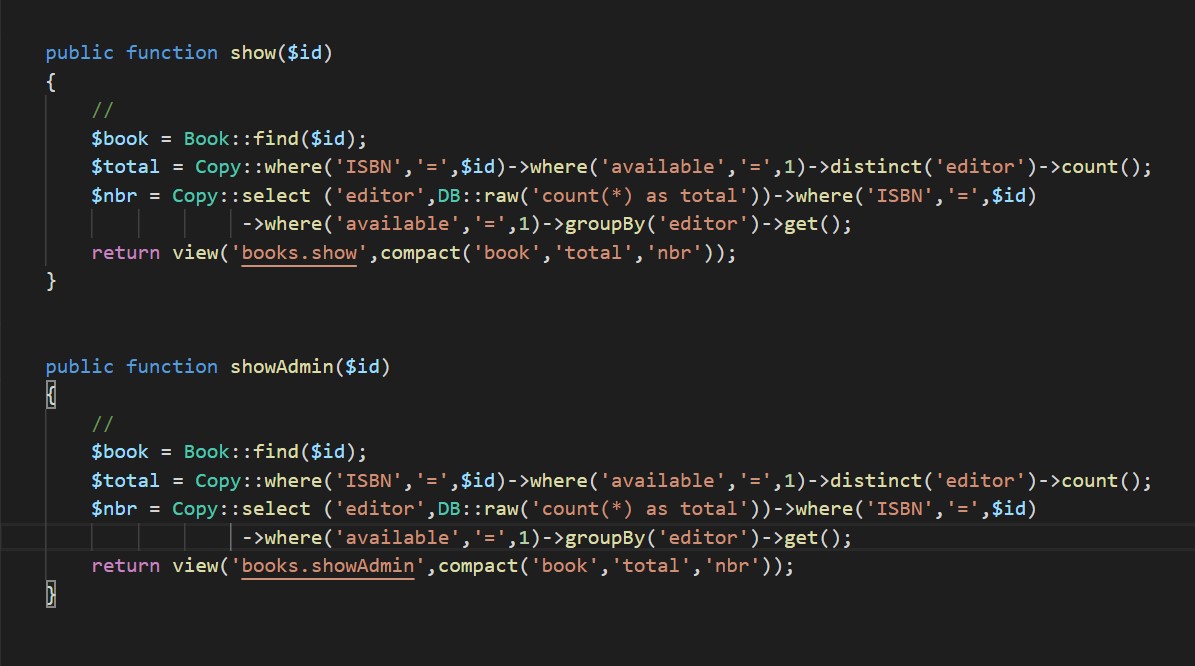 public function show($id)
{
//
$book = Book::find($id);
$total = Copy::where('ISBN','=',$id)->where('available','=',1)->distinct('editor')->count();
$nbr = Copy::select ('editor',DB::raw('count(*) as total'))->where('ISBN','=',$id)
->where('available','=',1)->groupBy('editor')->get();
return view('books.show',compact('book','total','nbr'));
}
public function showAdmin($id)
{
//
$book = Book::find($id);
$total = Copy::where('ISBN','=',$id)->where('available','=',1)->distinct('editor')->count();
$nbr = Copy::select ('editor',DB::raw('count(*) as total'))->where('ISBN','=',$id)
->where('available','=',1)->groupBy('editor')->get();
return view('books.showAdmin',compact('book','total','nbr'));
}